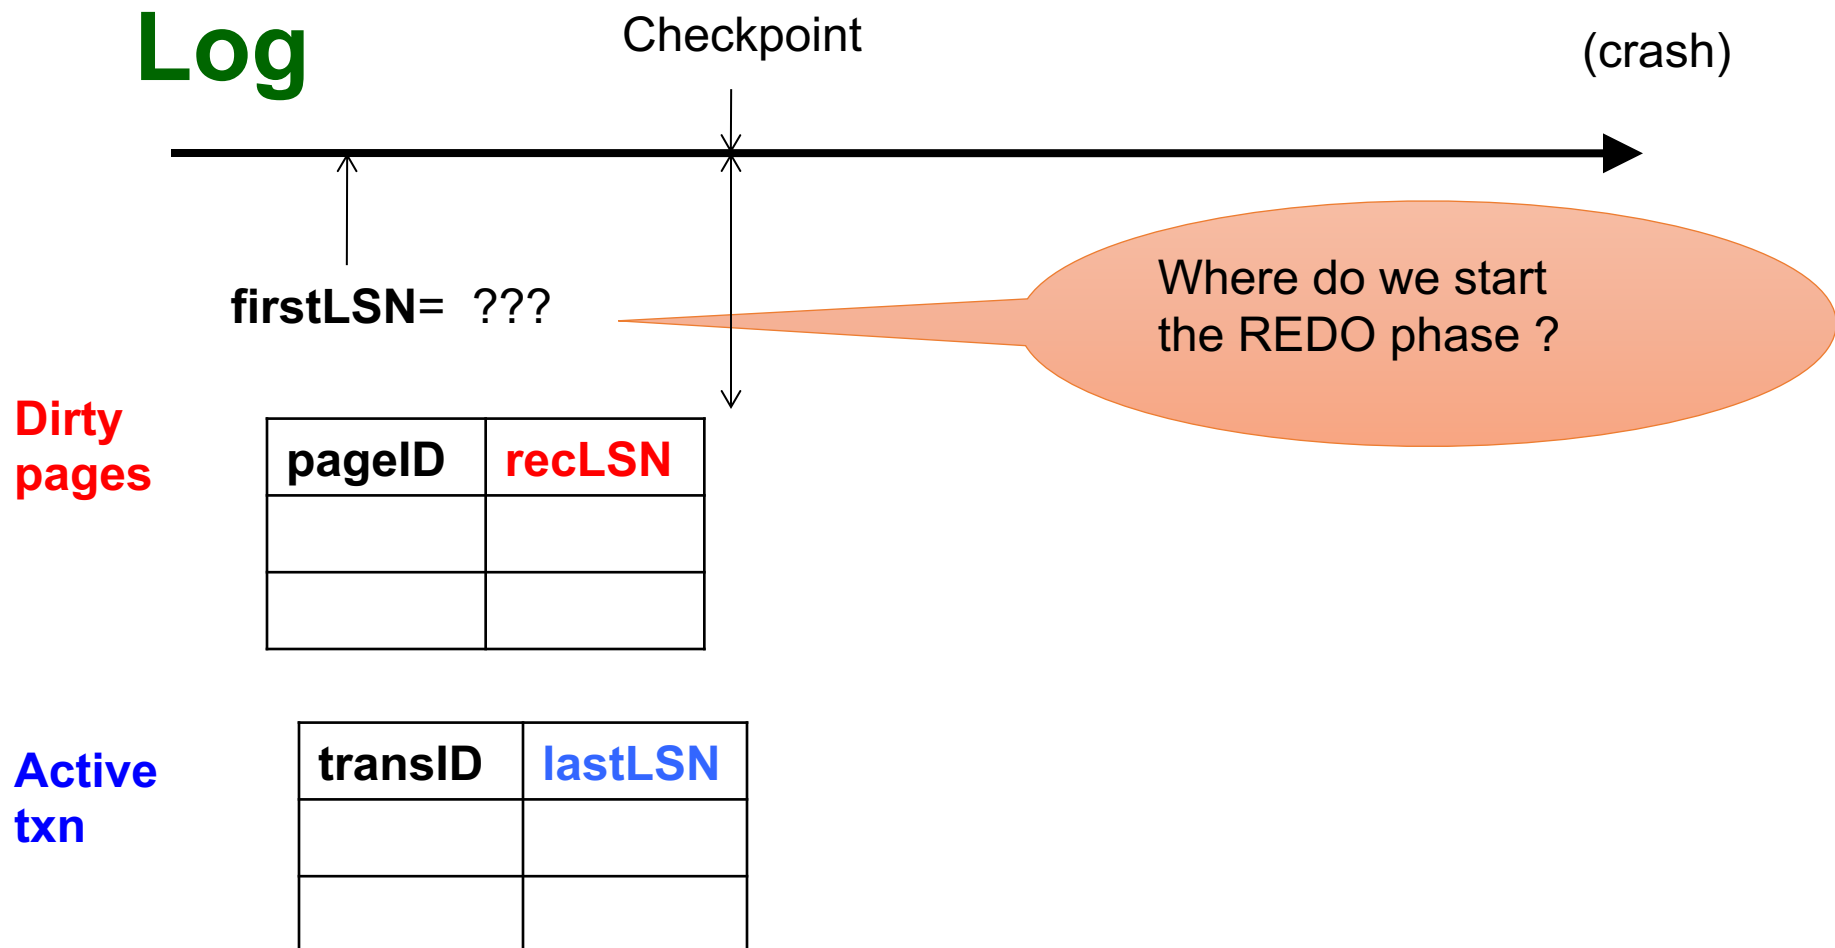 Log
Checkpoint
(crash)
firstLSN= ???
Where do we start
the REDO phase ?
Dirty
pages
pageID recLSN
Active
txn
transID lastLSN